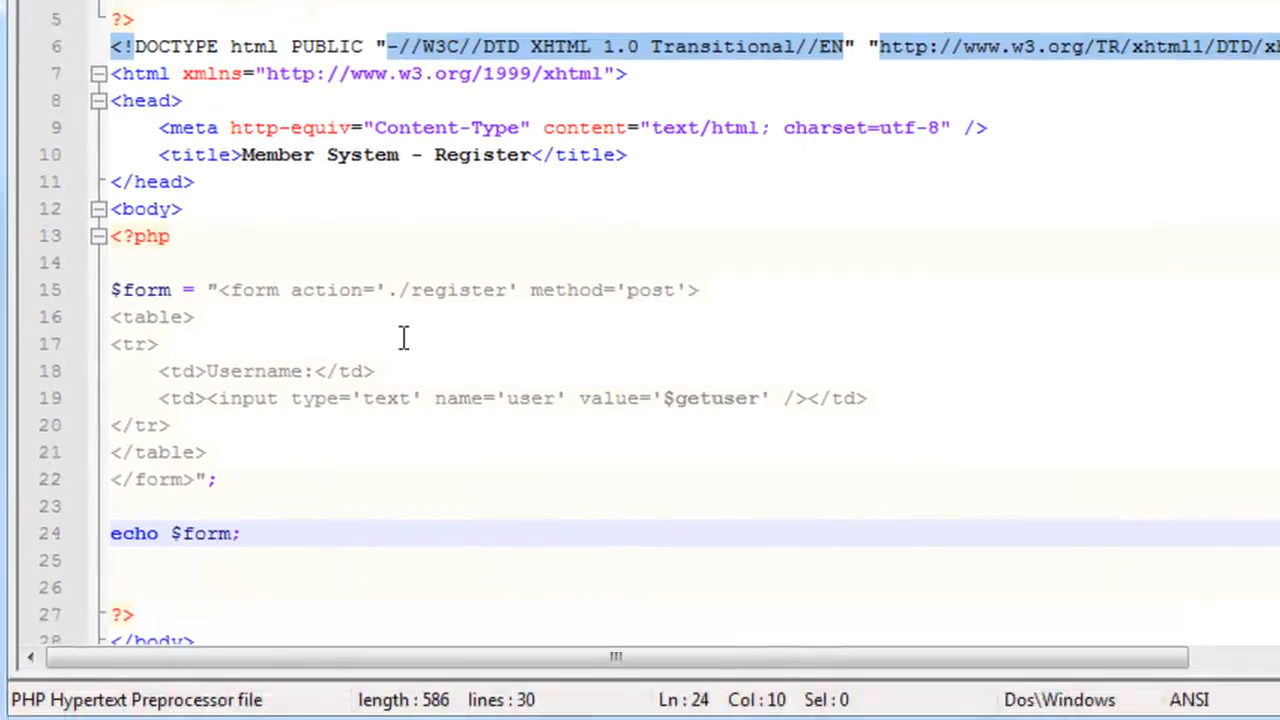 5 ?>
6 <!DOCTYPE html PUBLIC "-//W3C//DTD XHTML 1.0 Transitional//EN" "http://www.w3.org/TR/xhtml1/DTD/xh
7 <html xmlns="http://www.w3.org/1999/xhtml">
8 <head>
9 <meta http-equiv="Content-Type" content="text/html; charset=utf-8" />
10 <title>Member System - Register</title>
11 </head>
12 <body>
13 <?php
14
15 $form = "<form action='./register' method='post'>
16 <table>
17 <tr>
18 <td>Username:</td>
19 <td><input type='text' name='user' value='$getuser' /></td>
20 </tr>
21 </table>
22 </form>";
23
24 echo $form;
25
26
27 ?>
28 </body>
PHP Hypertext Preprocessor file length : 586 lines : 30 Ln : 24 Col : 10 Sel : 0 Dos\Windows ANSI